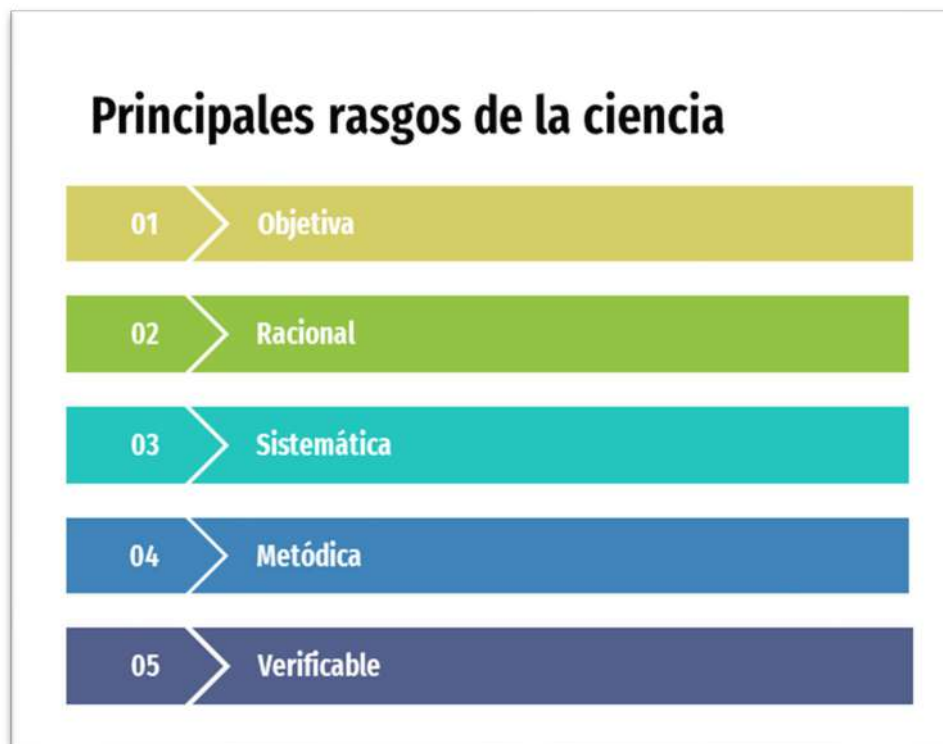 Principales rasgos de la ciencia
01 Objetiva
02 Racional
03 Sistemática
04 Metódica
05 Verificable